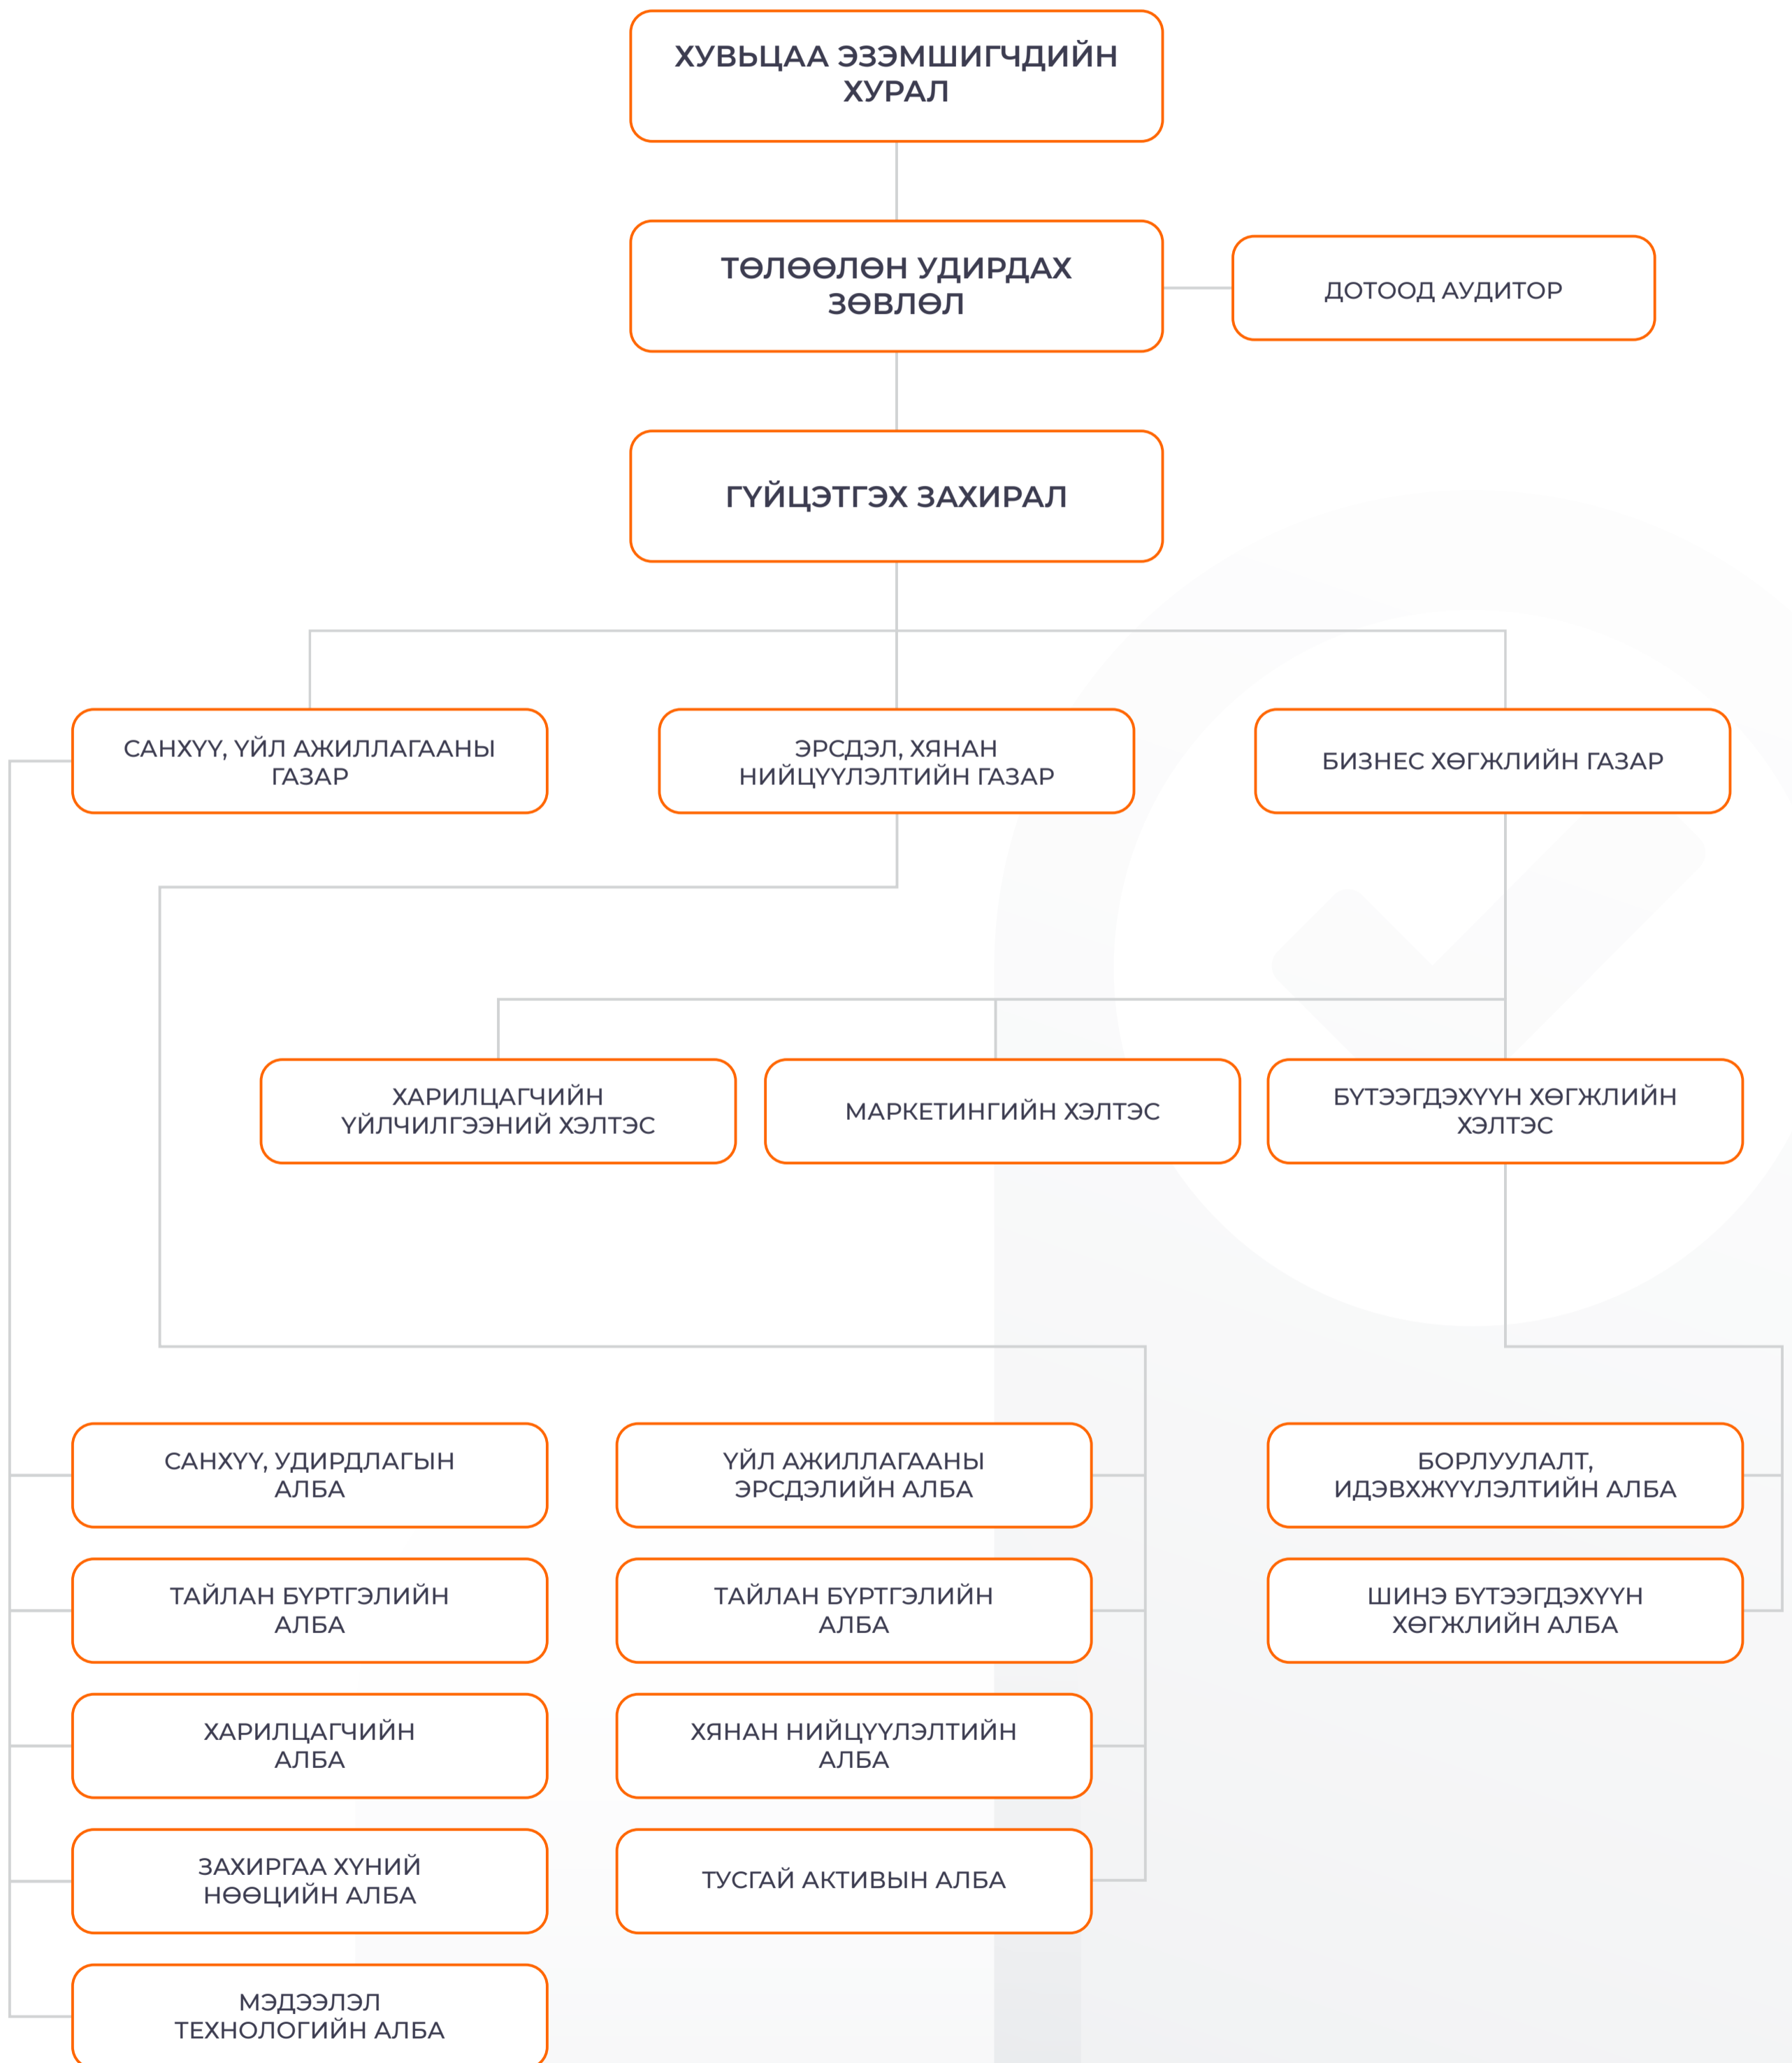 ХУВЬЦАА ЭЗЭМШИГЧДИЙН
ХУРАЛ
ТӨЛӨӨЛӨН УДИРДАХ
ЗӨВЛӨЛ
ДОТООД АУДИТОР
ГҮЙЦЭТГЭХ ЗАХИРАЛ
САНХҮҮ, ҮЙЛ АЖИЛЛАГААНЫ
ГАЗАР
ЭРСДЭЛ, ХЯНАН
НИЙЦҮҮЛЭЛТИЙН ГАЗАР
БИЗНЕС ХӨГЖЛИЙН ГАЗАР
ХАРИЛЦАГЧИЙН
ҮЙЛЧИЛГЭЭНИЙ ХЭЛТЭС
МАРКЕТИНГИЙН ХЭЛТЭС
БҮТЭЭГДЭХҮҮН ХӨГЖЛИЙН
ХЭЛТЭС
САНХҮҮ, УДИРДЛАГЫН
АЛБА
ҮЙЛ АЖИЛЛАГААНЫ
ЭРСДЭЛИЙН АЛБА
БОРЛУУЛАЛТ,
ИДЭВХЖҮҮЛЭЛТИЙН АЛБА
ТАЙЛАН БҮРТГЭЛИЙН
АЛБА
ТАЙЛАН БҮРТГЭЛИЙН
АЛБА
ШИНЭ БҮТЭЭГДЭХҮҮН
ХӨГЖЛИЙН АЛБА
ХАРИЛЦАГЧИЙН
АЛБА
ХЯНАН НИЙЦҮҮЛЭЛТИЙН
АЛБА
ЗАХИРГАА ХҮНИЙ
НӨӨЦИЙН АЛБА
ТУСГАЙ АКТИВЫН АЛБА
МЭДЭЭЛЭЛ
ТЕХНОЛОГИЙН АЛБА